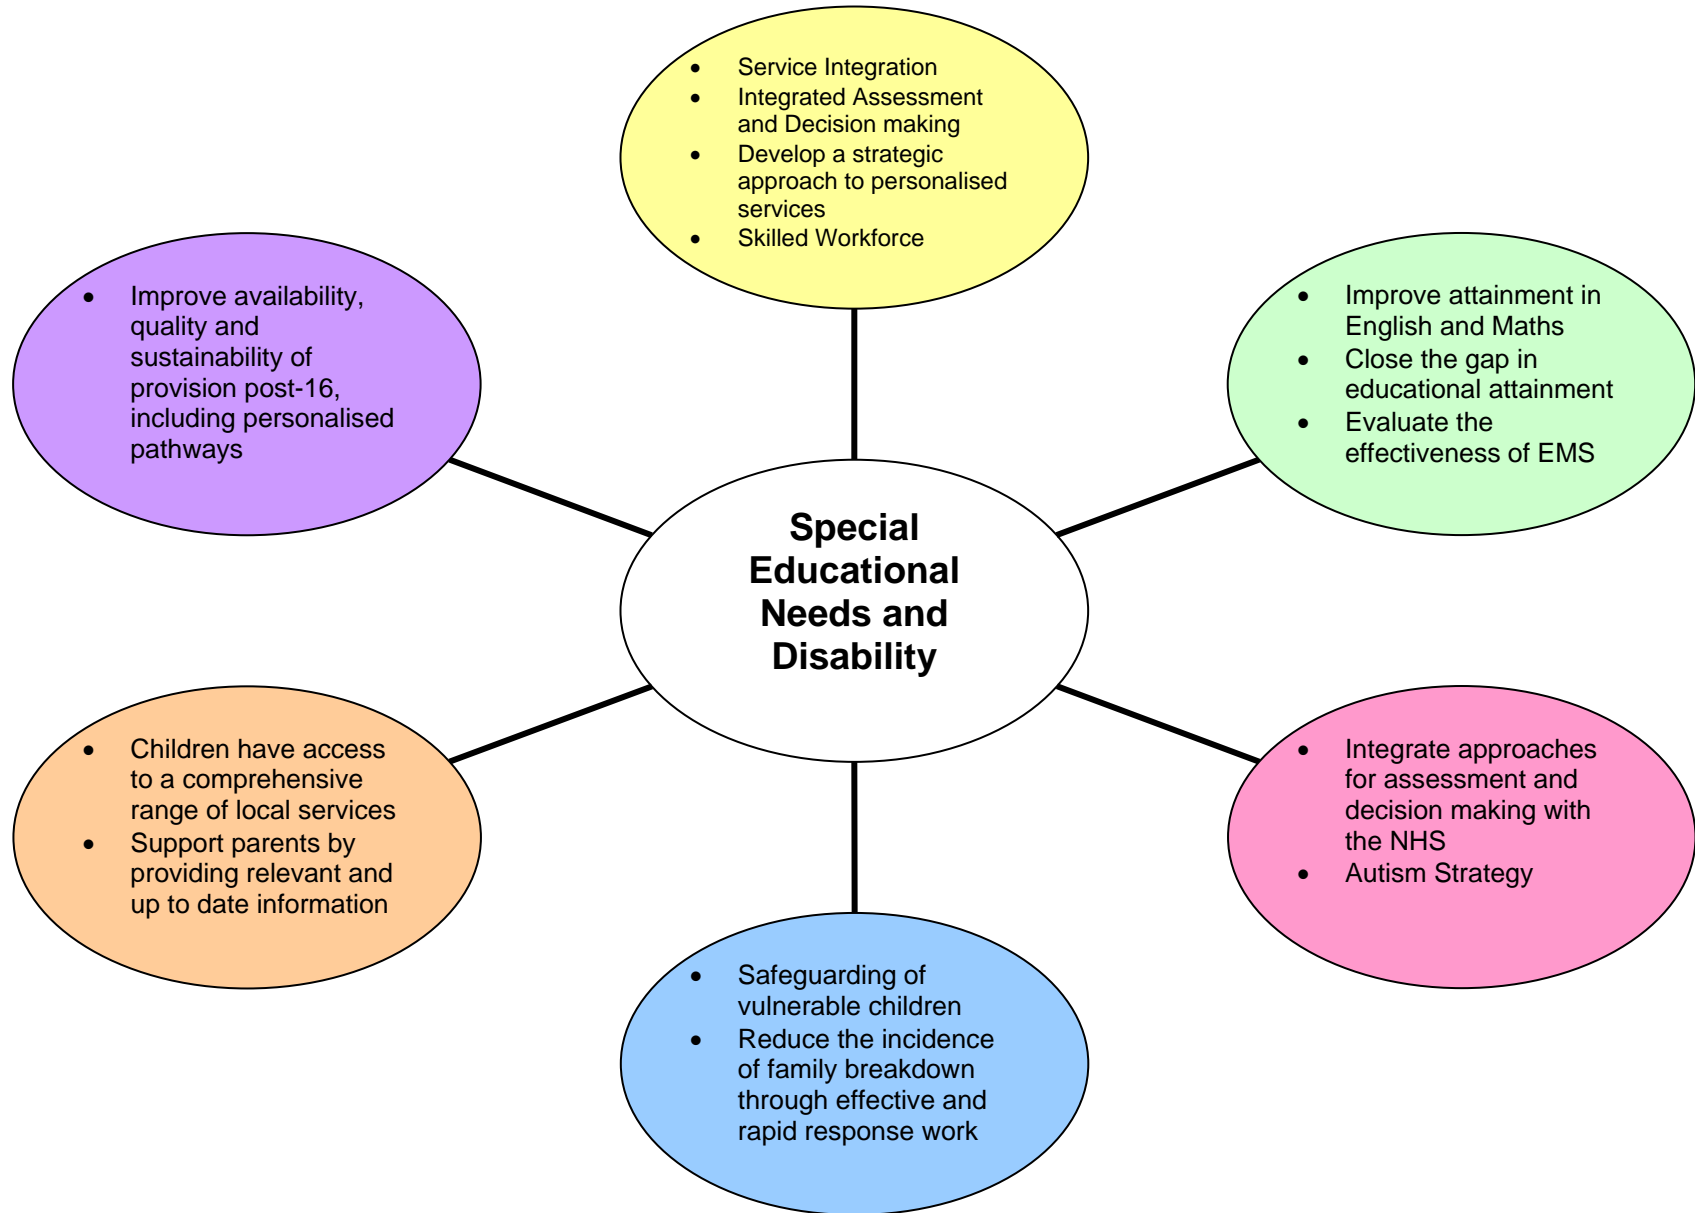 • Service Integration
• Integrated Assessment
and Decision making
• Develop a strategic
approach to personalised
services
• Skilled Workforce
• Improve availability,
quality and
sustainability of
provision post-16,
including personalised
pathways
• Improve attainment in
English and Maths
• Close the gap in
educational attainment
• Evaluate the
effectiveness of EMS
Special
Educational
Needs and
Disability
• Children have access
to a comprehensive
range of local services
• Support parents by
providing relevant and
up to date information
• Integrate approaches
for assessment and
decision making with
the NHS
• Autism Strategy
• Safeguarding of
vulnerable children
• Reduce the incidence
of family breakdown
through effective and
rapid response work